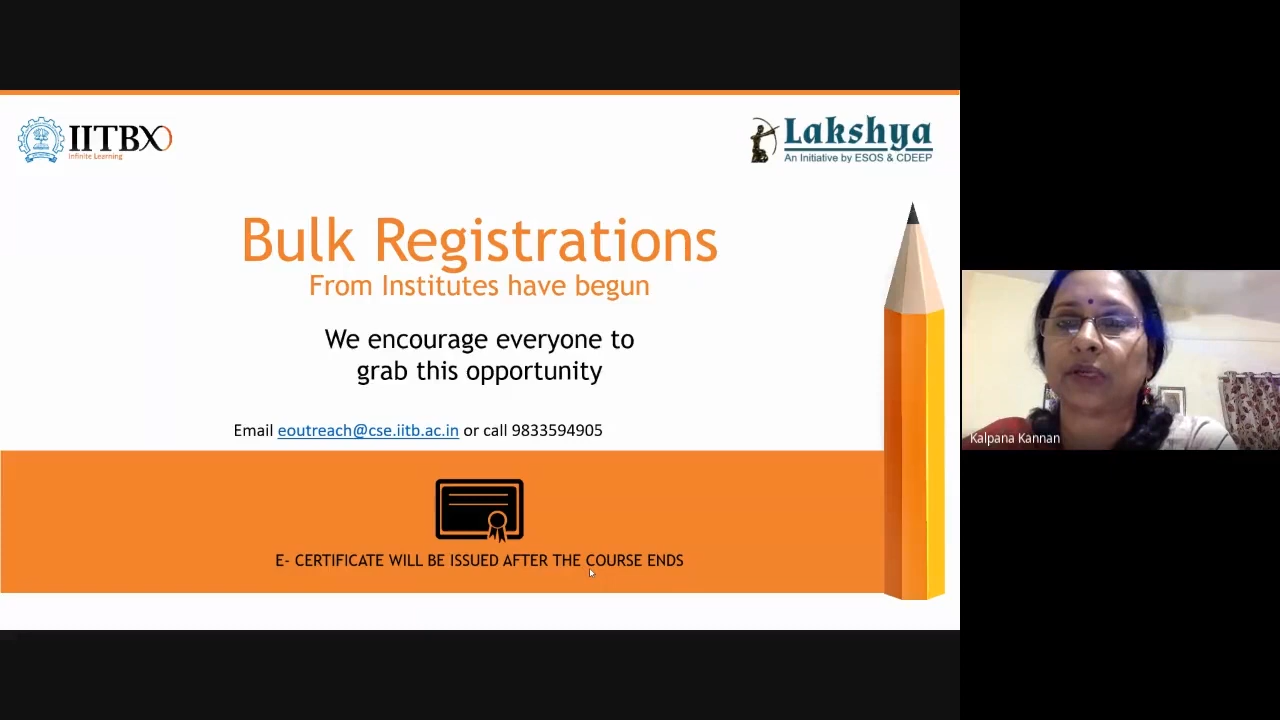 IITBX
Infinite Learning
Lakshya
An Initiative by ESOS & CDEEP
Bulk Registrations
From Institutes have begun
We encourage everyone to
grab this opportunity
Email eoutreach@cse.iitb.ac.in or call 9833594905
E- CERTIFICATE WILL BE ISSUED AFTER THE COURSE ENDS
Kalpana Kannan